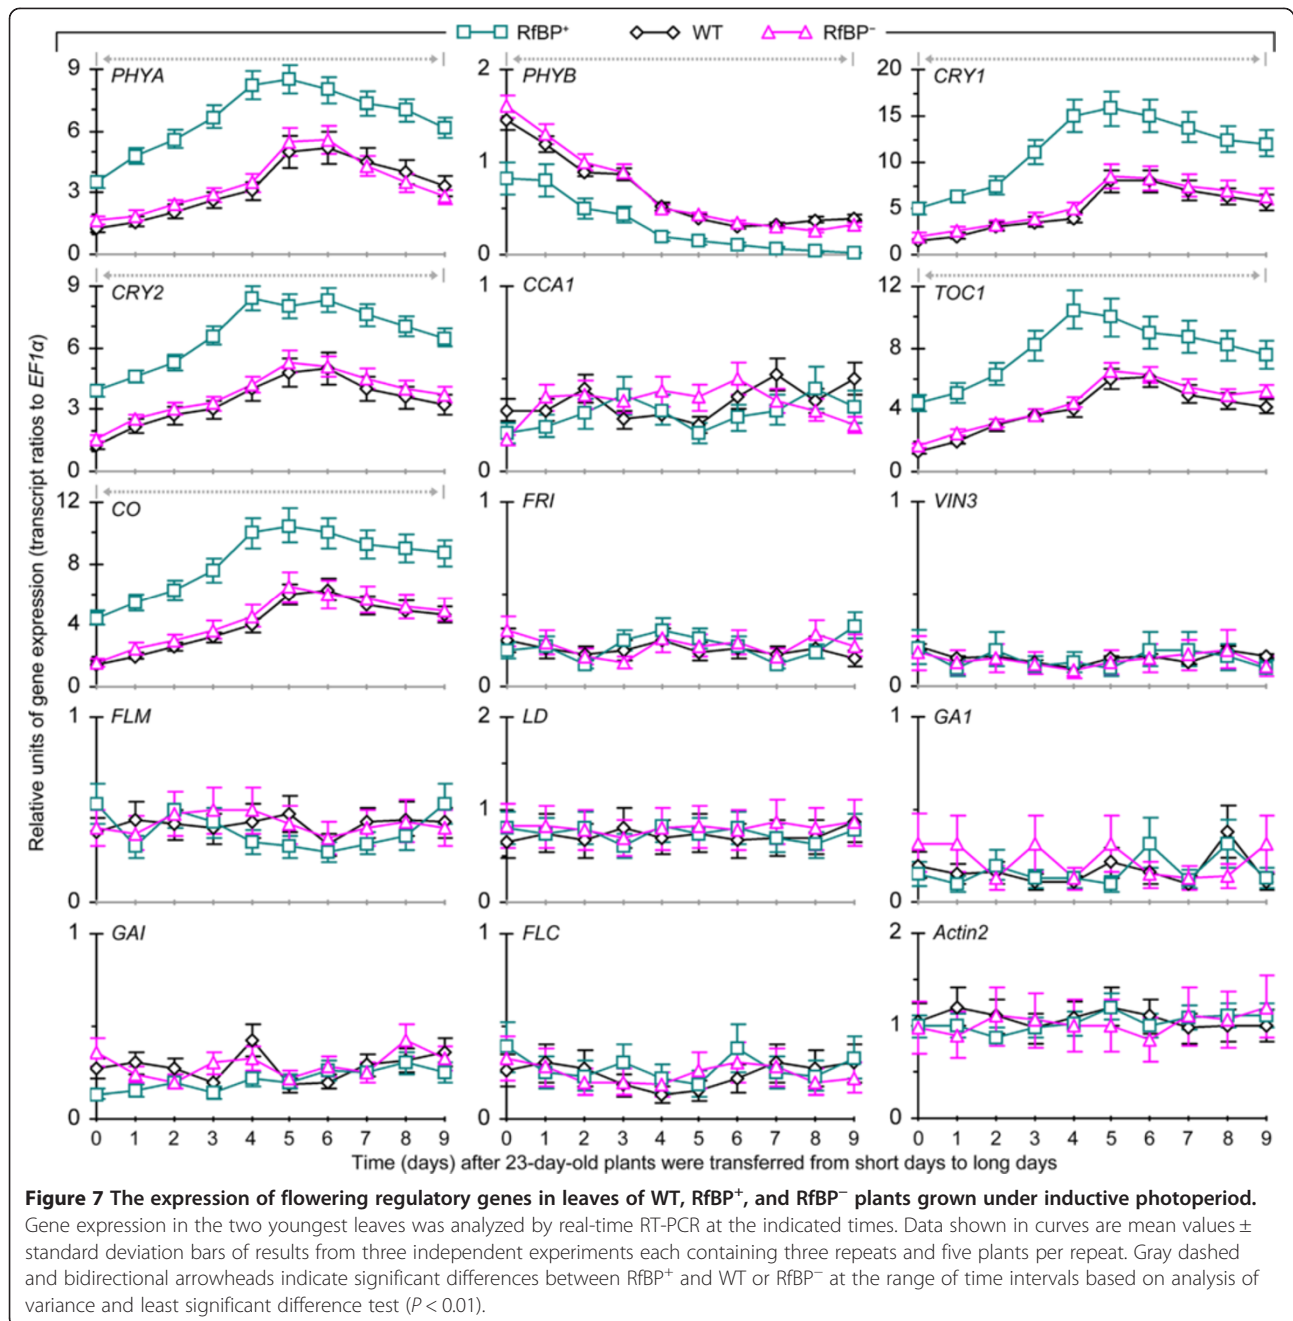 RfBP⁺ WT RfBP⁻
PHYA PHYB CRY1
9 6 3 0
2 1 0
20 15 10 5 0
CRY2 CCA1 TOC1
9 6 3 0
1 0
12 8 4 0
CO FRI VIN3
12 8 4 0
1 0
1 0
FLM LD GA1
1 0
2 1 0
1 0
GAI FLC Actin2
1 0
1 0
2 1 0
0 1 2 3 4 5 6 7 8 9
0 1 2 3 4 5 6 7 8 9
0 1 2 3 4 5 6 7 8 9
Relative units of gene expression (transcript ratios to EF1α)
Time (days) after 23-day-old plants were transferred from short days to long days
Figure 7 The expression of flowering regulatory genes in leaves of WT, RfBP⁺, and RfBP⁻ plants grown under inductive photoperiod.
Gene expression in the two youngest leaves was analyzed by real-time RT-PCR at the indicated times. Data shown in curves are mean values ±
standard deviation bars of results from three independent experiments each containing three repeats and five plants per repeat. Gray dashed
and bidirectional arrowheads indicate significant differences between RfBP⁺ and WT or RfBP⁻ at the range of time intervals based on analysis of
variance and least significant difference test (P < 0.01).